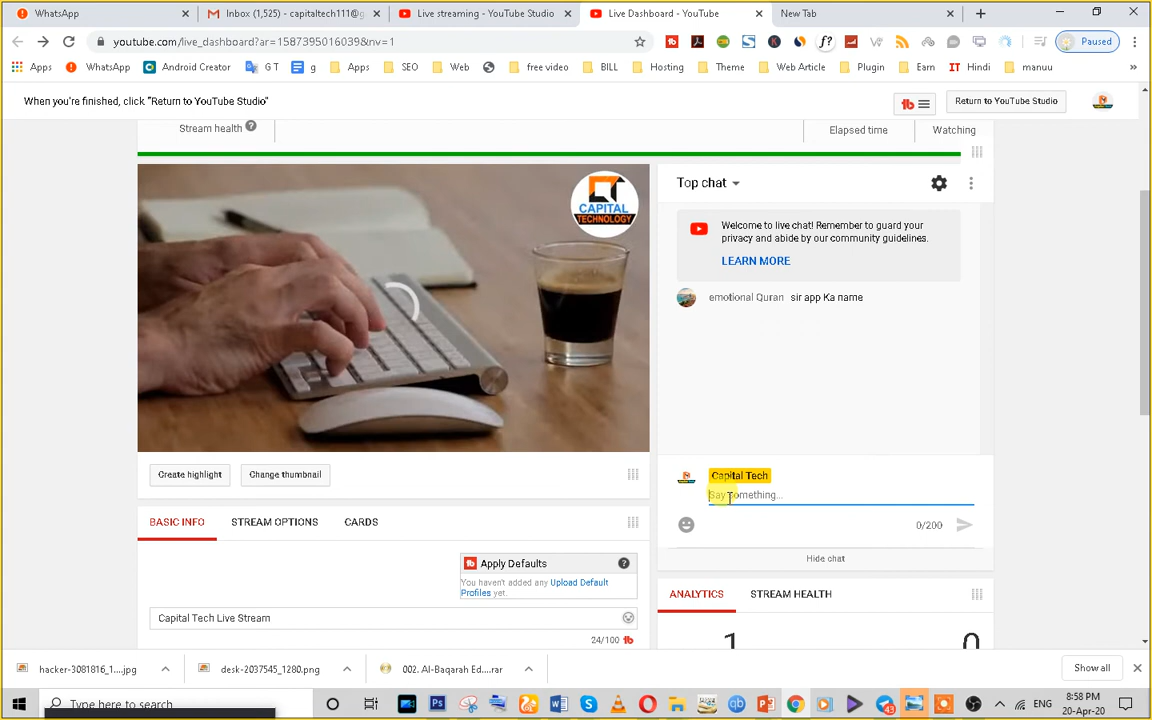 WhatsApp
Inbox (1,525) - capitaltech111@g
Live streaming - YouTube Studio
Live Dashboard - YouTube
New Tab
youtube.com/live_dashboard?ar=1587395016039&nv=1
Paused
Apps
WhatsApp
Android Creator
G T
g
Apps
SEO
Web
free video
BILL
Hosting
Theme
Web Article
Plugin
Earn
IT Hindi
manuu
When you're finished, click "Return to YouTube Studio"
Return to YouTube Studio
Stream health
Elapsed time
Watching
CAPITAL
TECHNOLOGY
Top chat
Welcome to live chat! Remember to guard your
privacy and abide by our community guidelines.
LEARN MORE
emotional Quran sir app Ka name
Create highlight
Change thumbnail
Capital Tech
Say something...
0/200
Hide chat
BASIC INFO
STREAM OPTIONS
CARDS
Apply Defaults
You haven't added any Upload Default
Profiles yet.
Capital Tech Live Stream
24/100
ANALYTICS
STREAM HEALTH
1
0
hacker-3081816_1....jpg
desk-2037545_1280.png
002. Al-Baqarah Ed....rar
Show all
Type here to search
43
ENG
8:58 PM
20-Apr-20